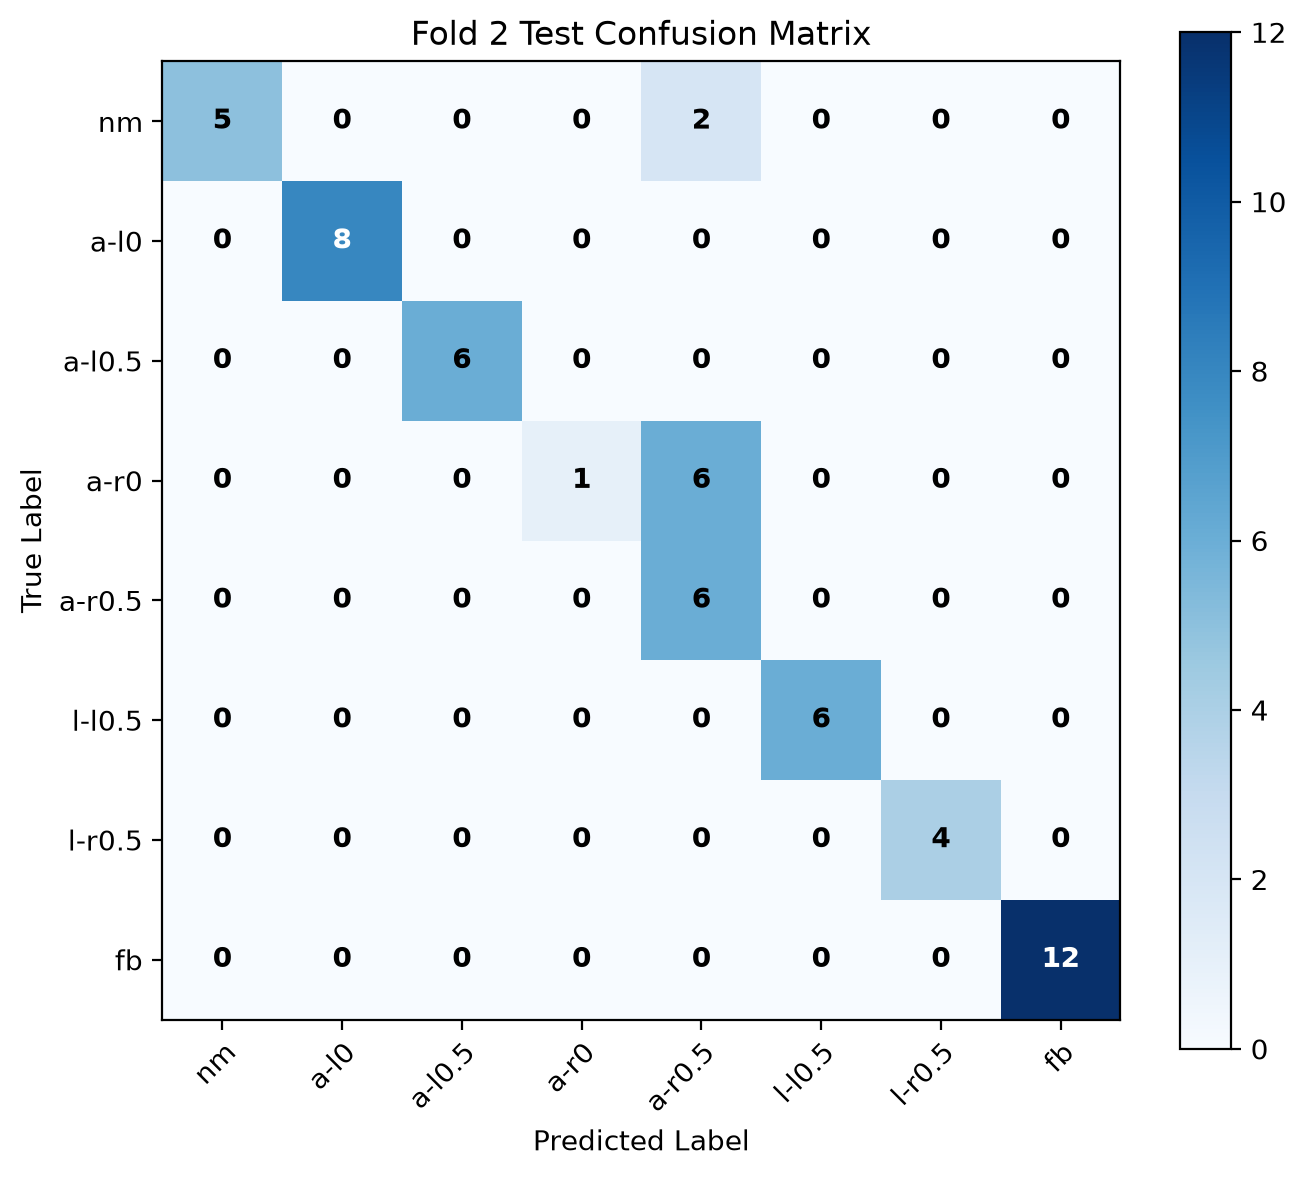 Fold 2 Test Confusion Matrix
12
nm 5 0 0 0 2 0 0 0
10
a-l0 0 8 0 0 0 0 0 0
8
a-l0.5 0 0 6 0 0 0 0 0
True Label
a-r0 0 0 0 1 6 0 0 0
6
a-r0.5 0 0 0 0 6 0 0 0
4
l-l0.5 0 0 0 0 0 6 0 0
l-r0.5 0 0 0 0 0 0 4 0
2
fb 0 0 0 0 0 0 0 12
0
nm a-l0 a-l0.5 a-r0 a-r0.5 l-l0.5 l-r0.5 fb
Predicted Label